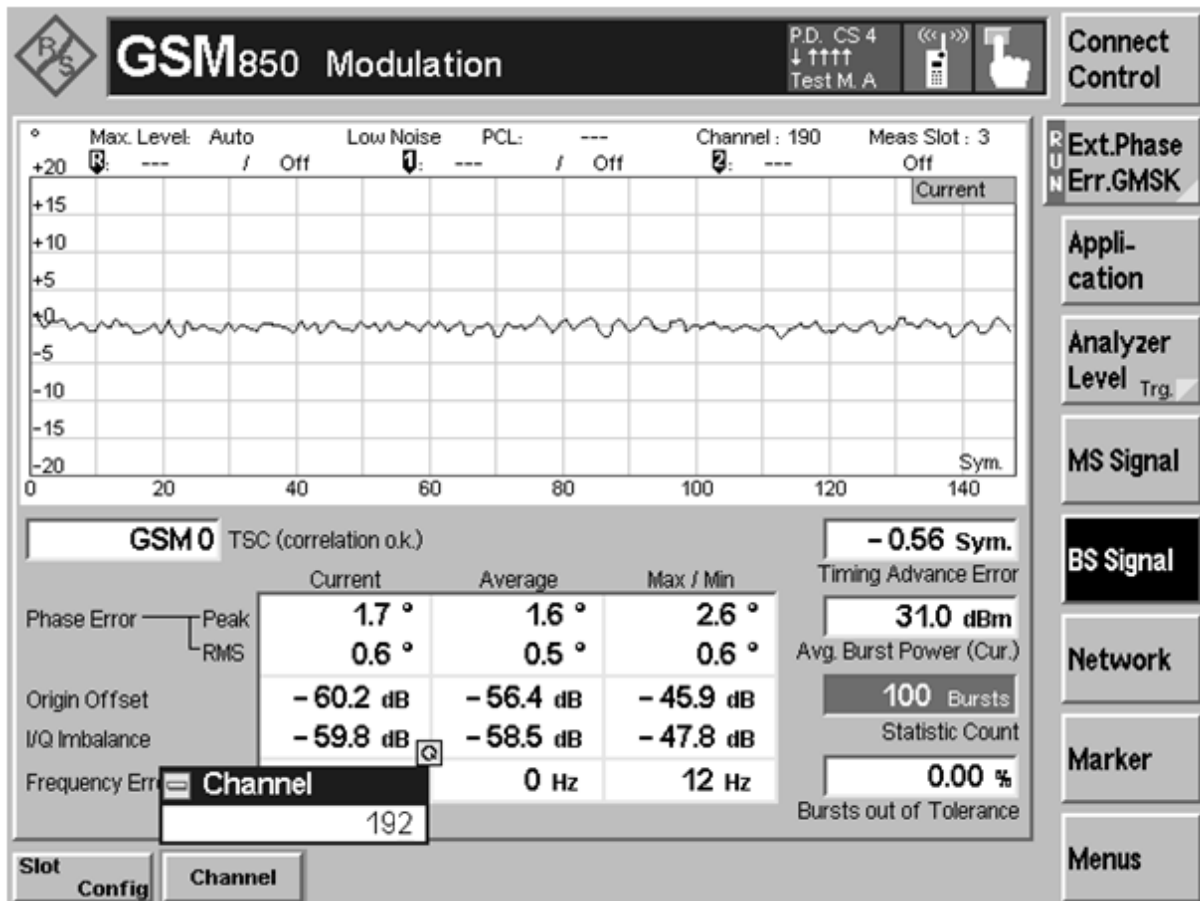 R/S
GSM850 Modulation
P.D. CS 4
↓ ↑↑↑↑
Test M. A
Connect Control
° Max. Level: Auto Low Noise PCL: --- Channel : 190 Meas Slot : 3
R: --- / Off 1: --- / Off 2: --- Off
RUN
Ext.Phase Err.GMSK
Current
+20
+15
+10
+5
+0
-5
-10
-15
-20
Sym.
0 20 40 60 80 100 120 140
Appli-
cation
Analyzer
Level Trg.
MS Signal
BS Signal
Network
Marker
Menus
GSM 0 TSC (correlation o.k.)
Current Average Max / Min
Phase Error Peak 1.7 ° 1.6 ° 2.6 °
RMS 0.6 ° 0.5 ° 0.6 °
Origin Offset – 60.2 dB – 56.4 dB – 45.9 dB
I/Q Imbalance – 59.8 dB – 58.5 dB – 47.8 dB
Frequency Err 0 Hz 12 Hz
– 0.56 Sym.
Timing Advance Error
31.0 dBm
Avg. Burst Power (Cur.)
100 Bursts
Statistic Count
0.00 %
Bursts out of Tolerance
Channel
192
Slot
Config
Channel